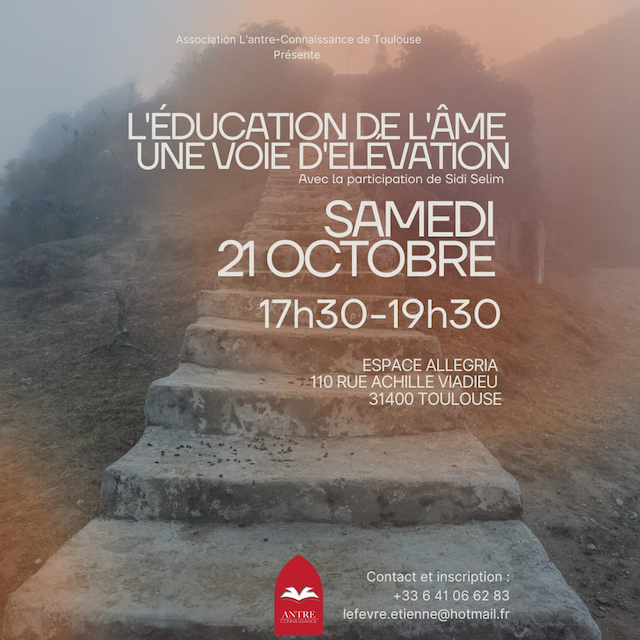 Association L'antre-Connaissance de Toulouse
Présente
L'ÉDUCATION DE L'ÂME
UNE VOIE D'ELÉVATION
Avec la participation de Sidi Selim
SAMEDI
21 OCTOBRE
17h30-19h30
ESPACE ALLEGRIA
110 RUE ACHILLE VIADIEU
31400 TOULOUSE
Contact et inscription :
+33 6 41 06 62 83
lefevre.etienne@hotmail.fr
ANTRE
CONNAISSANCE